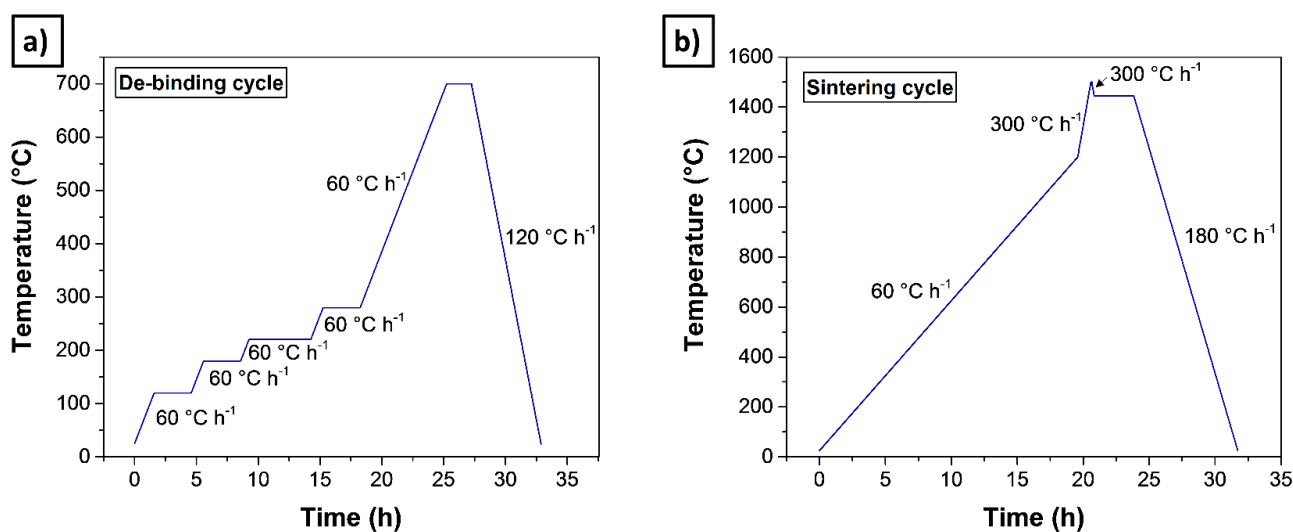 a)
De-binding cycle
Temperature (°C)
700
600
500
400
300
200
100
0
60 °C h⁻¹
60 °C h⁻¹
60 °C h⁻¹
60 °C h⁻¹
60 °C h⁻¹
120 °C h⁻¹
0 5 10 15 20 25 30 35
Time (h)
b)
Sintering cycle
Temperature (°C)
1600
1400
1200
1000
800
600
400
200
0
300 °C h⁻¹
300 °C h⁻¹
60 °C h⁻¹
180 °C h⁻¹
0 5 10 15 20 25 30 35
Time (h)